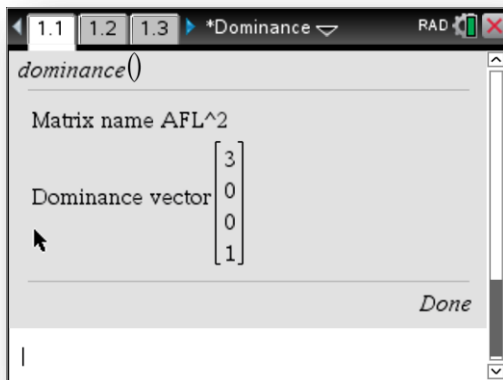 1.1 1.2 1.3 *Dominance RAD
dominance()
Matrix name AFL^2
3
0
Dominance vector
0
1
Done